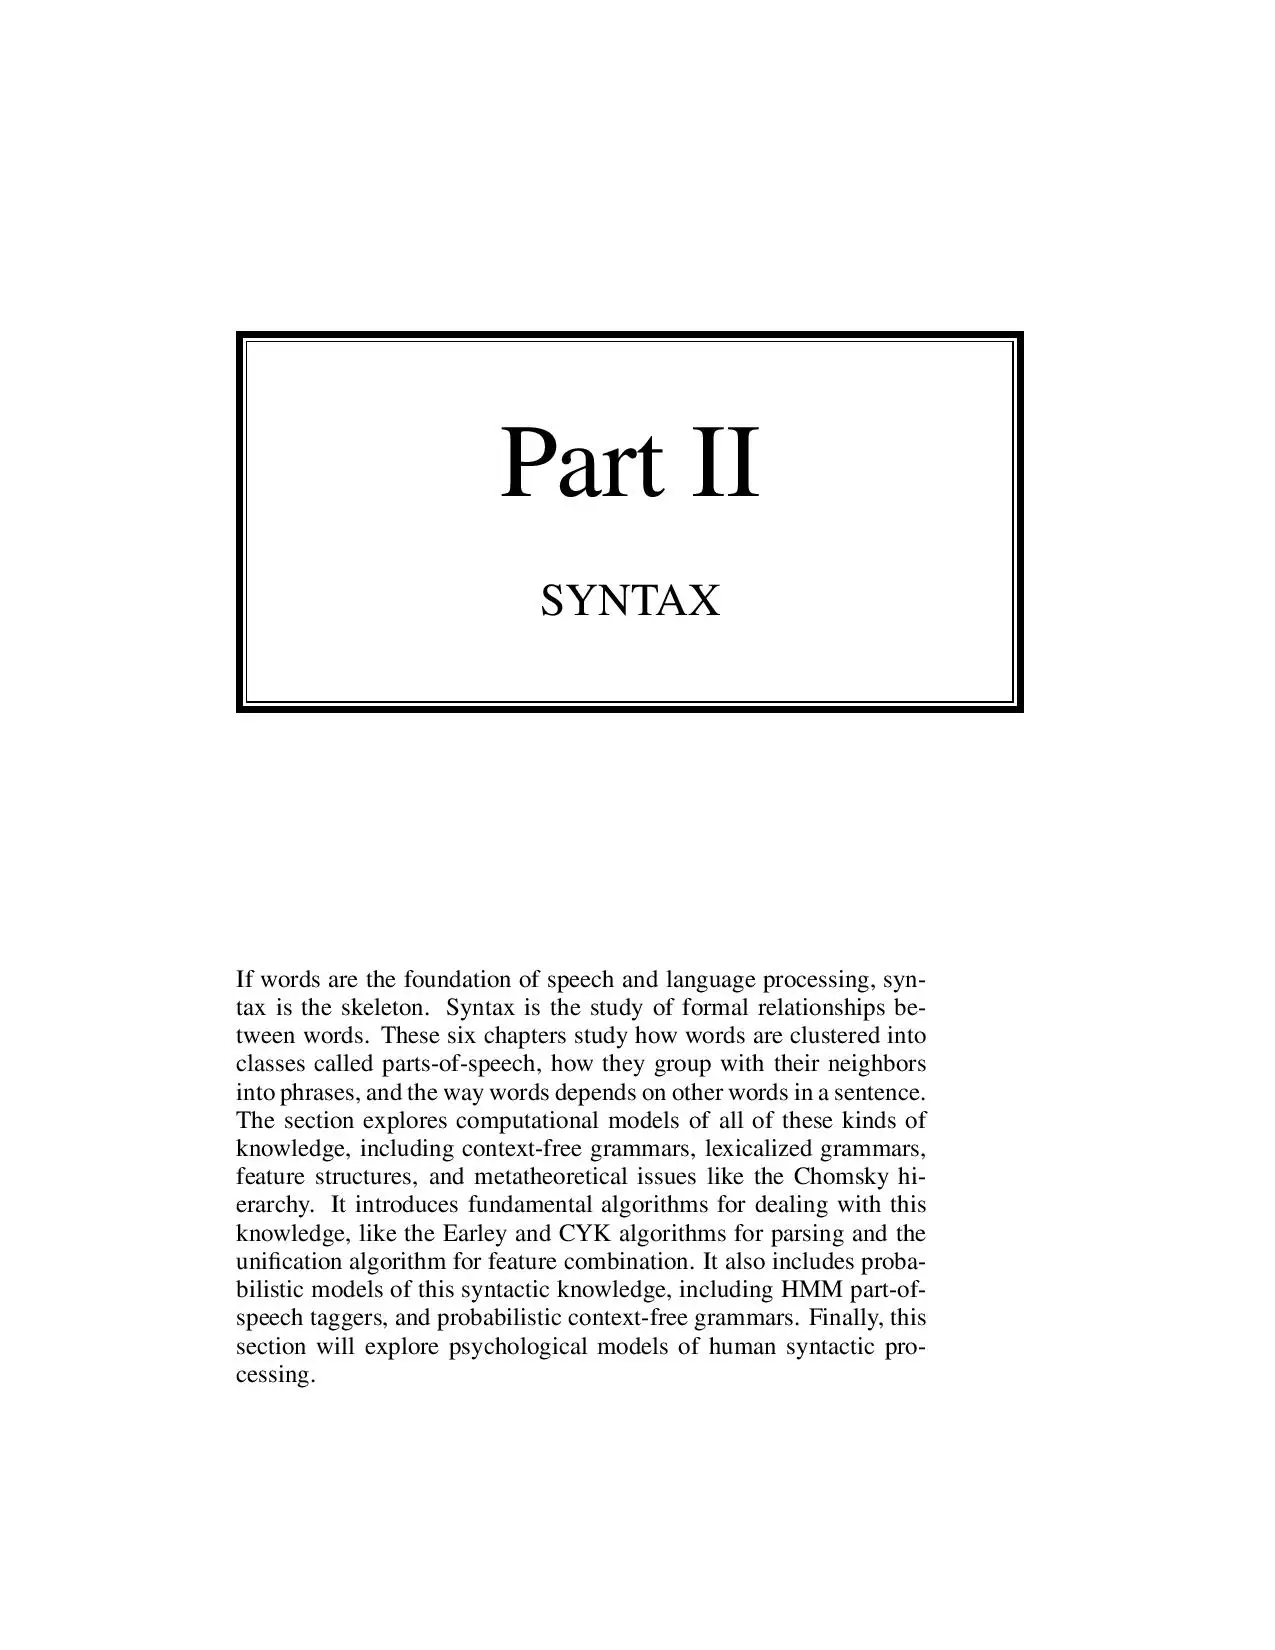 Part II
SYNTAX
If words are the foundation of speech and language processing, syn-
tax is the skeleton. Syntax is the study of formal relationships be-
tween words. These six chapters study how words are clustered into
classes called parts-of-speech, how they group with their neighbors
into phrases, and the way words depends on other words in a sentence.
The section explores computational models of all of these kinds of
knowledge, including context-free grammars, lexicalized grammars,
feature structures, and metatheoretical issues like the Chomsky hi-
erarchy. It introduces fundamental algorithms for dealing with this
knowledge, like the Earley and CYK algorithms for parsing and the
unification algorithm for feature combination. It also includes proba-
bilistic models of this syntactic knowledge, including HMM part-of-
speech taggers, and probabilistic context-free grammars. Finally, this
section will explore psychological models of human syntactic pro-
cessing.